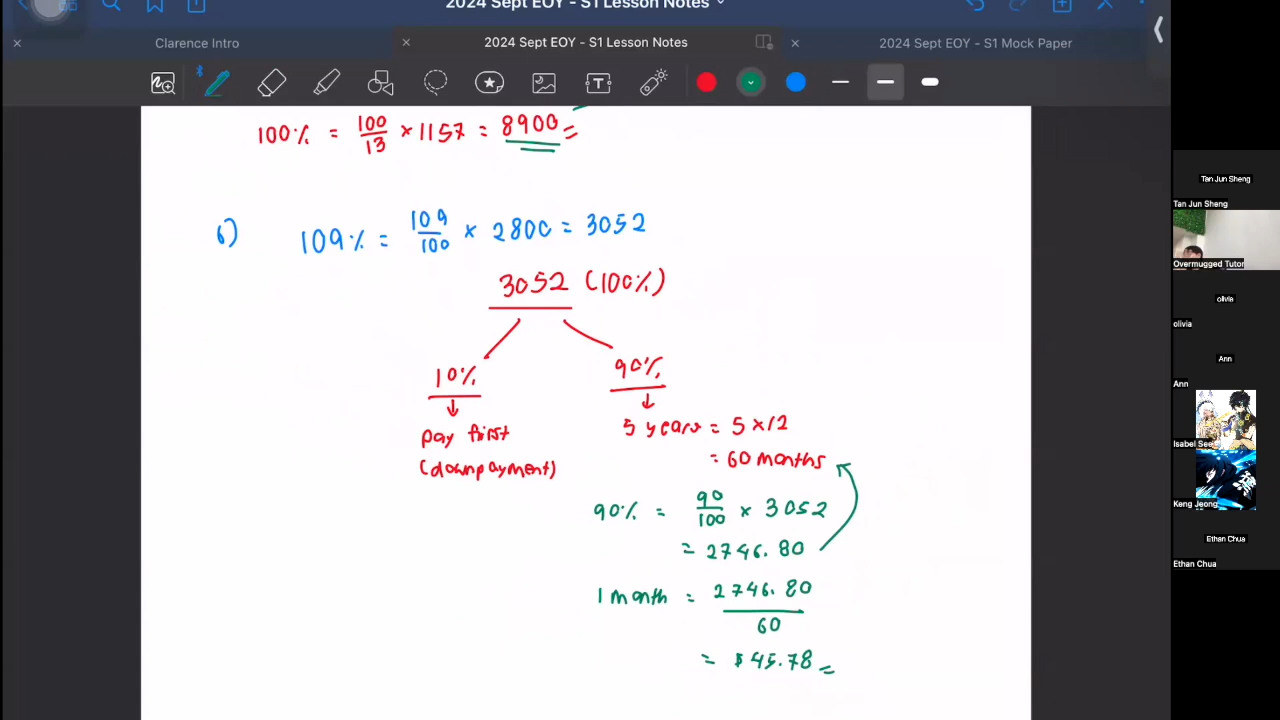 2024 Sept EOY - S1 Lesson Notes
Clarence Intro
2024 Sept EOY - S1 Lesson Notes
2024 Sept EOY - S1 Mock Paper
100% = 100/13 × 1157 = 8900 =
b) 109% = 109/100 × 2800 = 3052
3052 (100%)
10%
90%
pay first
(downpayment)
5 years = 5 × 12
= 60 months
90% = 90/100 × 3052
= 2746.80
1 month = 2746.80/60
= $45.78 =
Tan Jun Sheng
Tan Jun Sheng
Overmugged Tutor
olivia
olivia
Ann
Ann
Isabel See
Keng Jeong
Ethan Chua
Ethan Chua